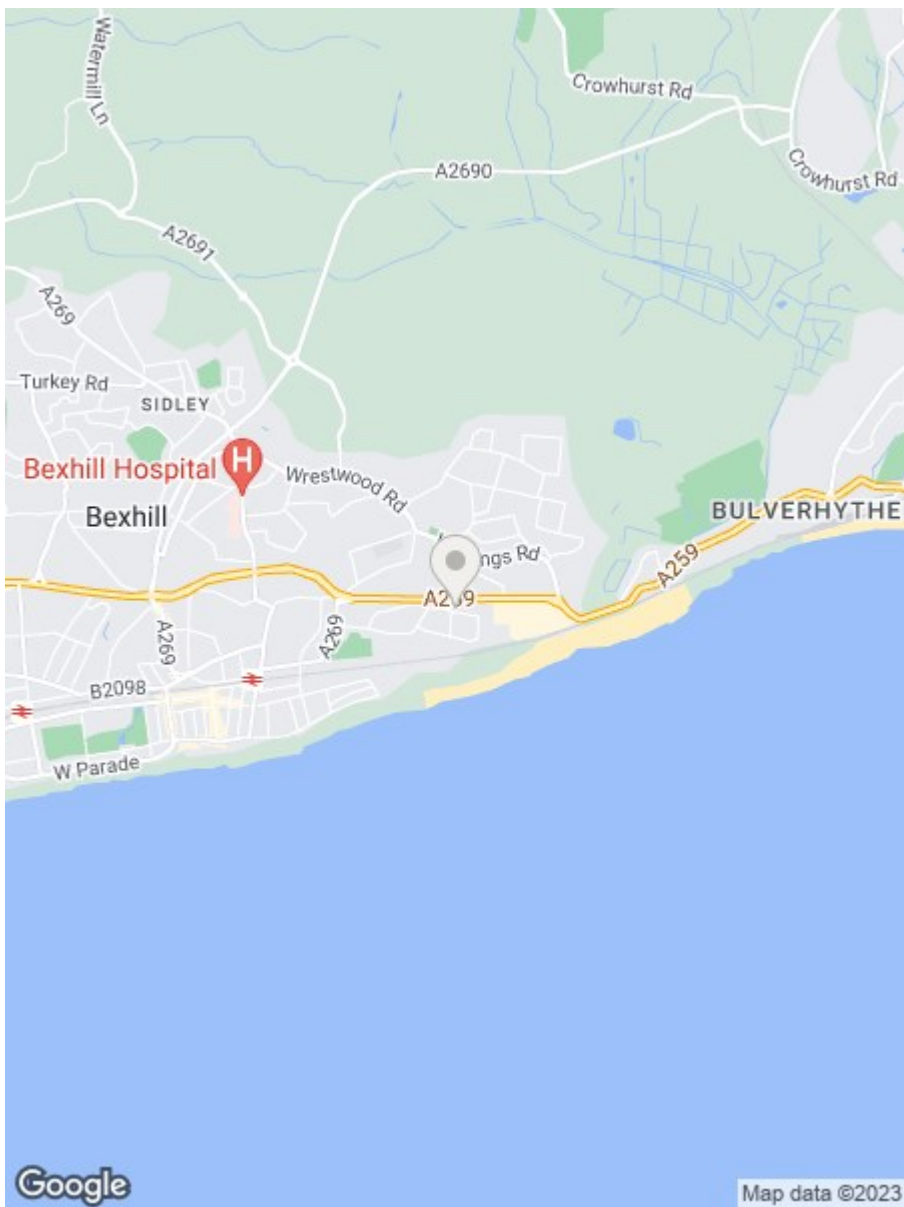 Watermill Ln
Crowhurst Rd
A2690
Crowhurst Rd
A2691
A269
Turkey Rd
SIDLEY
Bexhill Hospital
H
Wrestwood Rd
Bexhill
BULVERHYTHE
ngs Rd
A259
A269
A269
B2098
W Parade
Google
Map data ©2023